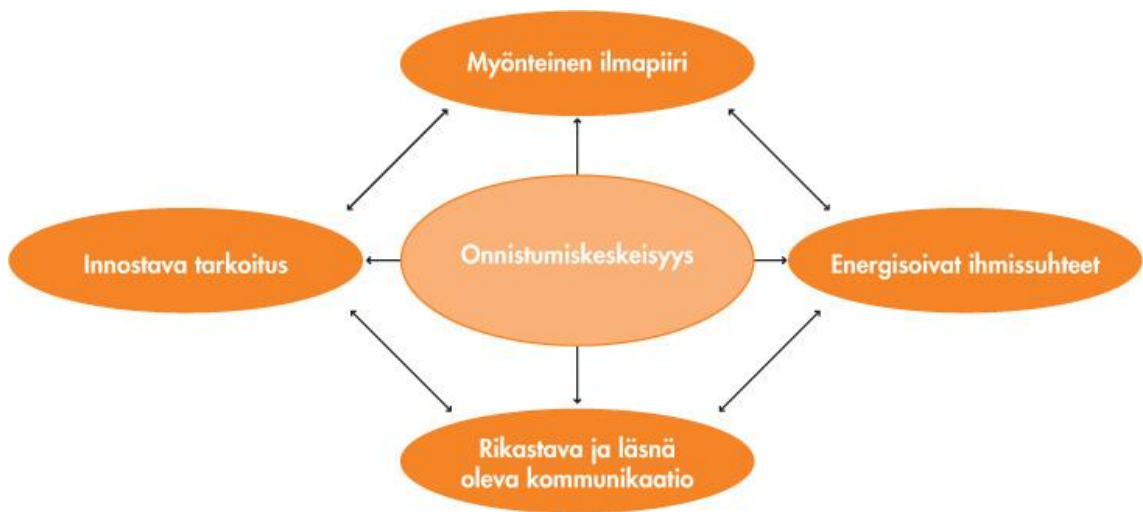 Myönteinen ilmapiiri
Innostava tarkoitus
Onnistumiskeskeisyys
Energisoivat ihmissuhteet
Rikastava ja läsnä
oleva kommunikaatio